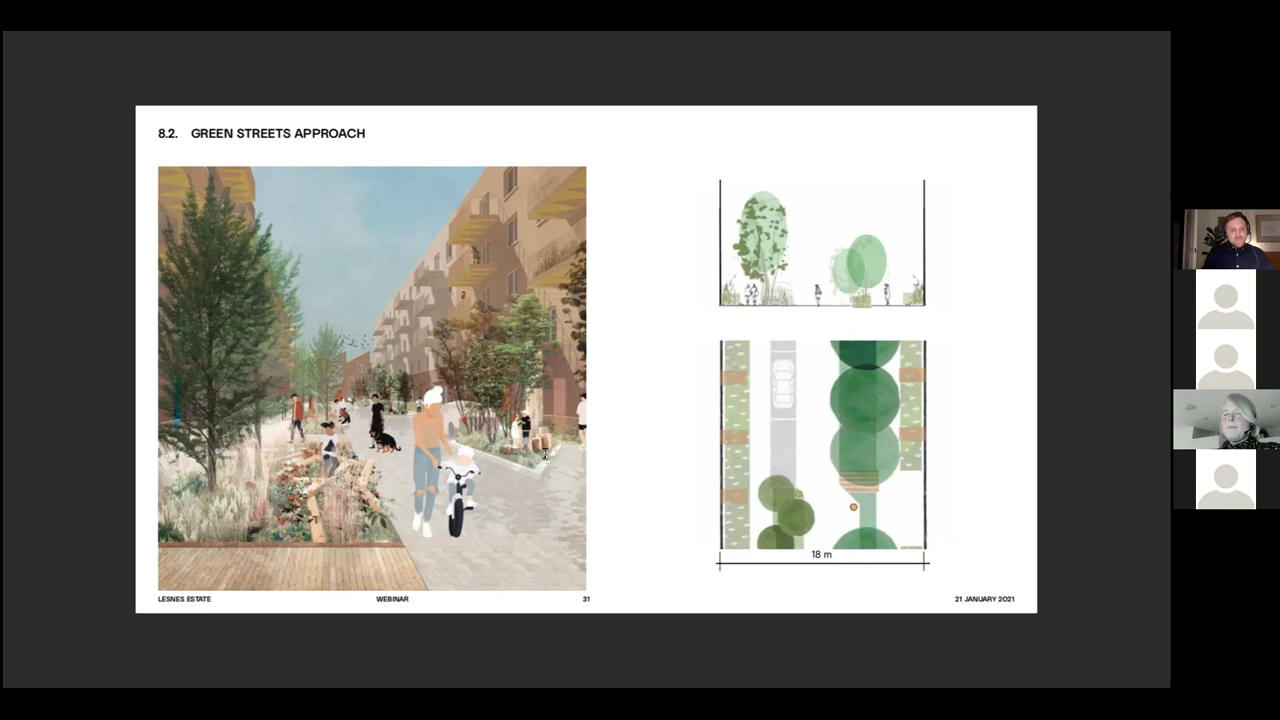 8.2. GREEN STREETS APPROACH
18 m
LESNES ESTATE WEBINAR 31 21 JANUARY 2021